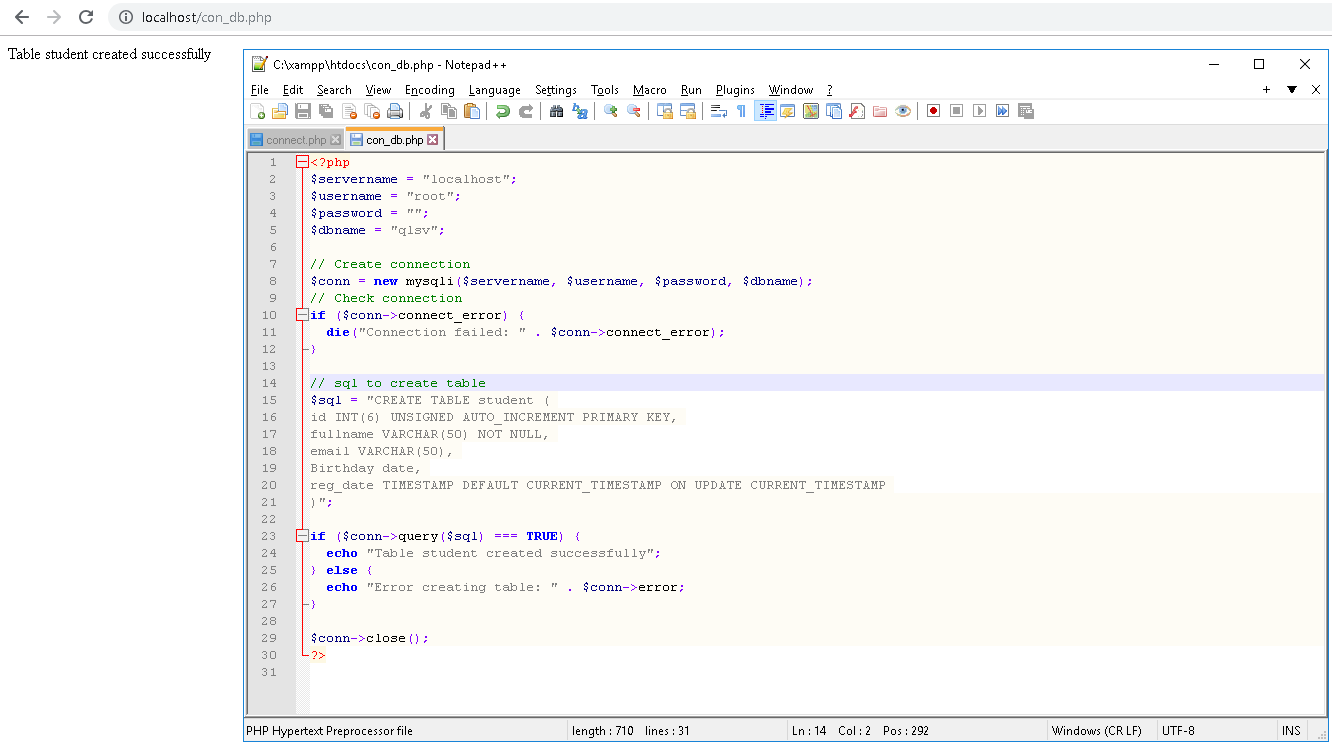 localhost/con_db.php
Table student created successfully
C:\xampp\htdocs\con_db.php - Notepad++
File Edit Search View Encoding Language Settings Tools Macro Run Plugins Window ?
+ ▼ X
connect.php con_db.php
1 <?php
2 $servername = "localhost";
3 $username = "root";
4 $password = "";
5 $dbname = "qlsv";
6
7 // Create connection
8 $conn = new mysqli($servername, $username, $password, $dbname);
9 // Check connection
10 if ($conn->connect_error) {
11   die("Connection failed: " . $conn->connect_error);
12 }
13
14 // sql to create table
15 $sql = "CREATE TABLE student (
16 id INT(6) UNSIGNED AUTO_INCREMENT PRIMARY KEY,
17 fullname VARCHAR(50) NOT NULL,
18 email VARCHAR(50),
19 Birthday date,
20 reg_date TIMESTAMP DEFAULT CURRENT_TIMESTAMP ON UPDATE CURRENT_TIMESTAMP
21 )";
22
23 if ($conn->query($sql) === TRUE) {
24   echo "Table student created successfully";
25 } else {
26   echo "Error creating table: " . $conn->error;
27 }
28
29 $conn->close();
30 ?>
31
PHP Hypertext Preprocessor file length : 710 lines : 31 Ln : 14 Col : 2 Pos : 292 Windows (CR LF) UTF-8 INS